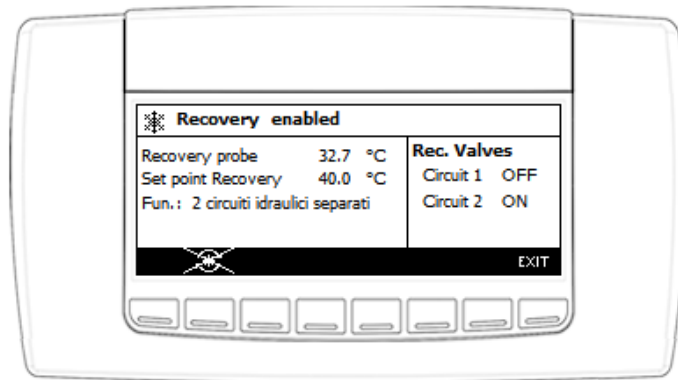 Recovery enabled
Recovery probe 32.7 °C
Set point Recovery 40.0 °C
Fun.: 2 circuiti idraulici separati
Rec. Valves
Circuit 1 OFF
Circuit 2 ON
EXIT